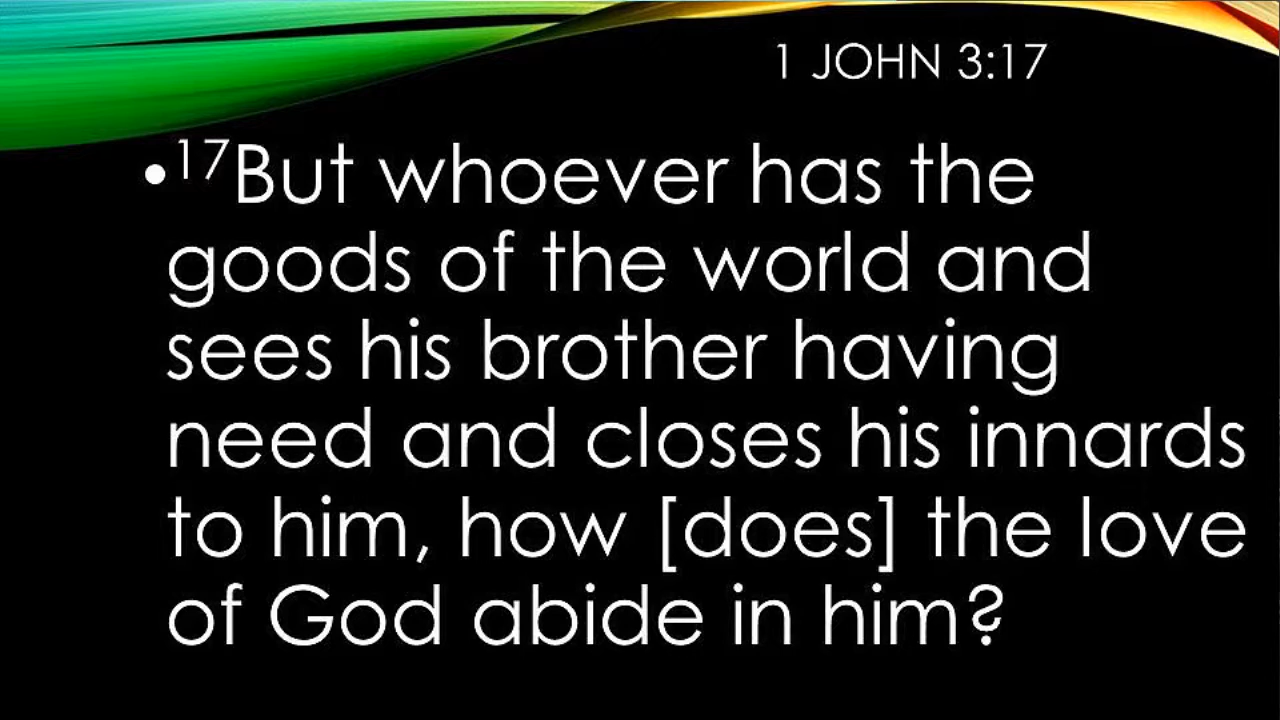 1 JOHN 3:17
•17But whoever has the
goods of the world and
sees his brother having
need and closes his innards
to him, how [does] the love
of God abide in him?